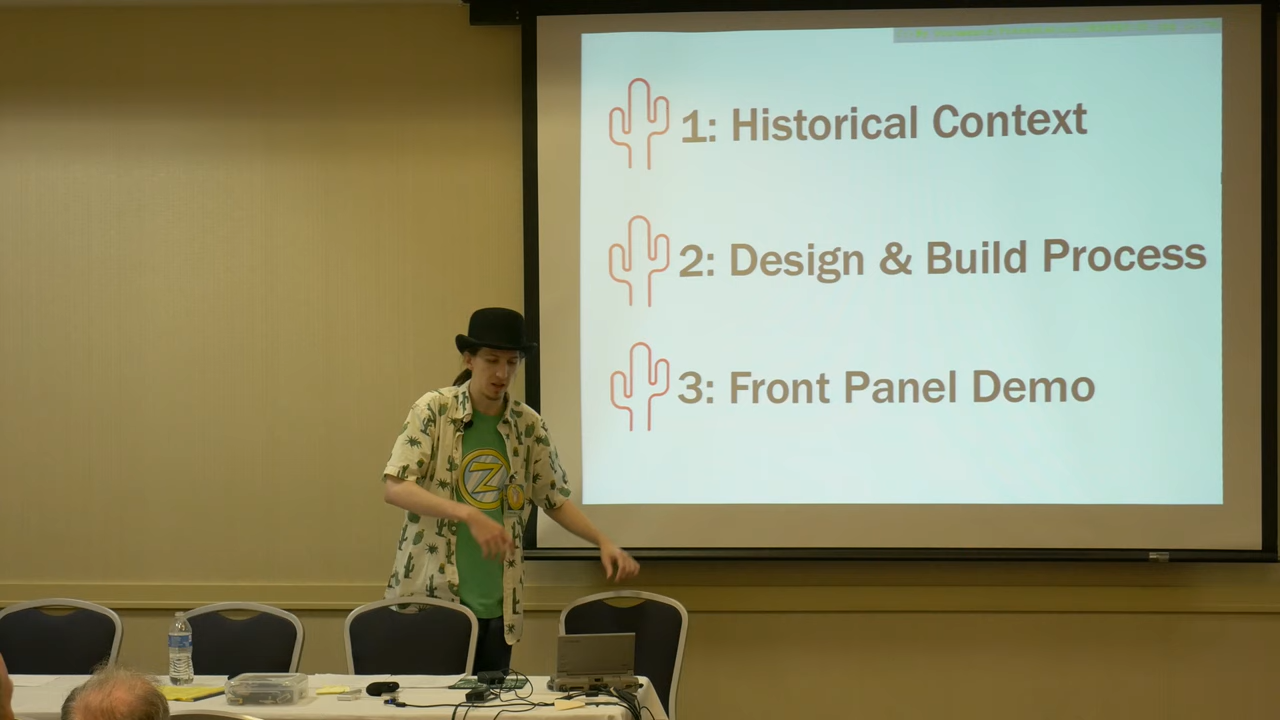 1: Historical Context
2: Design & Build Process
3: Front Panel Demo
Z